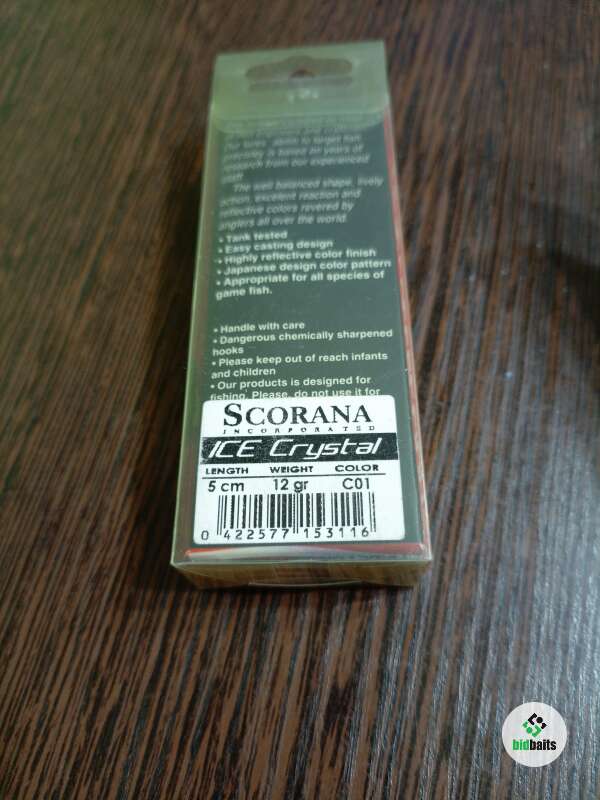 Our lures ability to target fish
precisley is based on years of
research from our experienced
staff.
The well balanced shape, lively
action, excellent reaction and
reflective colors revered by
anglers all over the world.
• Tank tested
• Easy casting design
• Highly reflective color finish
• Japanese design color pattern
• Appropriate for all species of
game fish.
• Handle with care
• Dangerous chemically sharpened
hooks
• Please keep out of reach infants
and children
• Our products is designed for
fishing. Please, do not use it for
SCORANA
INCORPORATED
ICE Crystal
LENGTH WEIGHT COLOR
5 cm 12 gr C01
0 422577 153116
bidbaits